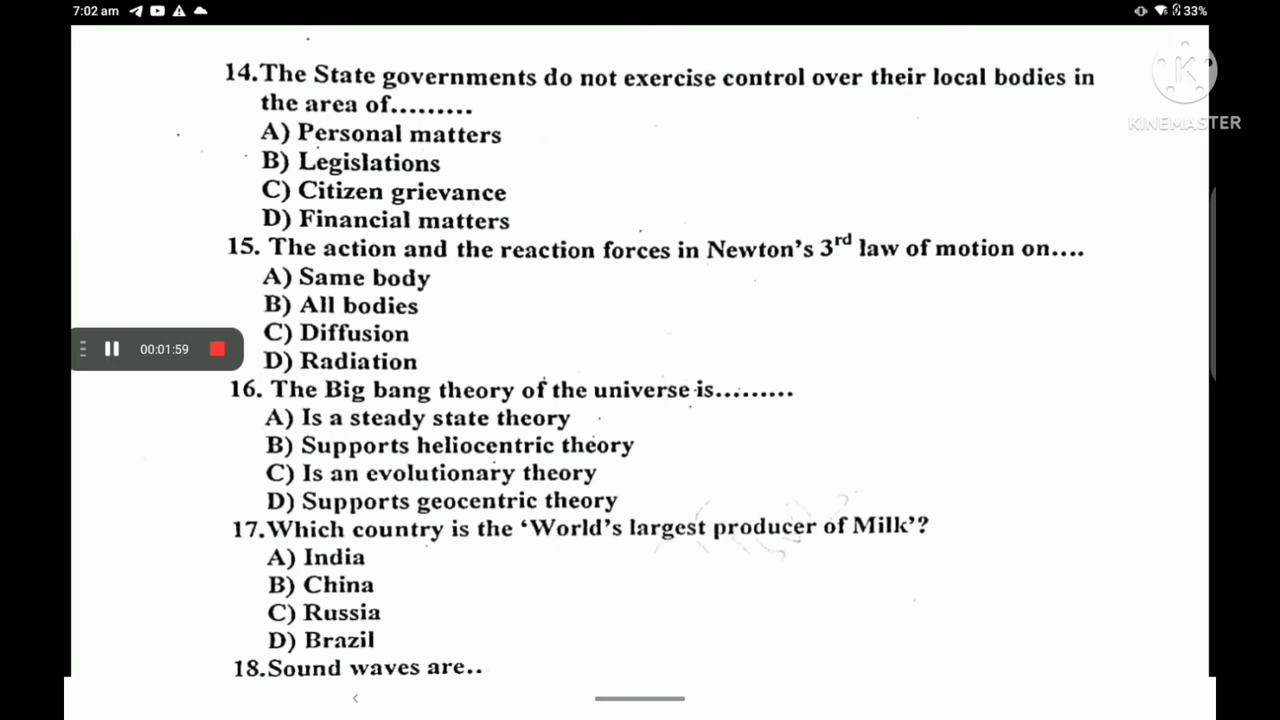 7:02 am
33%
14.The State governments do not exercise control over their local bodies in
the area of.........
K
KINEMASTER
A) Personal matters
B) Legislations
C) Citizen grievance
D) Financial matters
15. The action and the reaction forces in Newton's 3rd law of motion on....
A) Same body
B) All bodies
C) Diffusion
00:01:59
D) Radiation
16. The Big bang theory of the universe is.........
A) Is a steady state theory
B) Supports heliocentric theory
C) Is an evolutionary theory
D) Supports geocentric theory
17.Which country is the ‘World's largest producer of Milk’?
A) India
B) China
C) Russia
D) Brazil
18.Sound waves are..